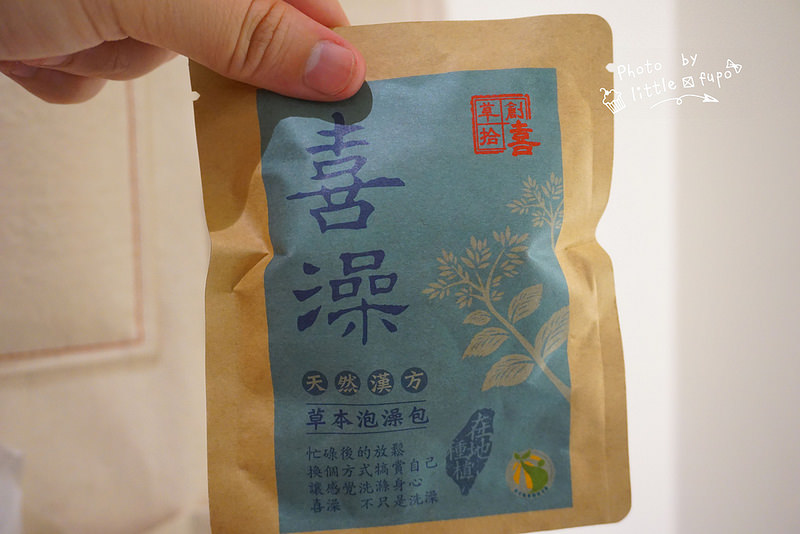 Photo by
little fupo
創喜
草拾
喜澡
天然漢方
草本泡澡包
忙碌後的放鬆
換個方式犒賞自己
讓感覺洗滌身心
喜澡 不只是洗澡
在地
種植